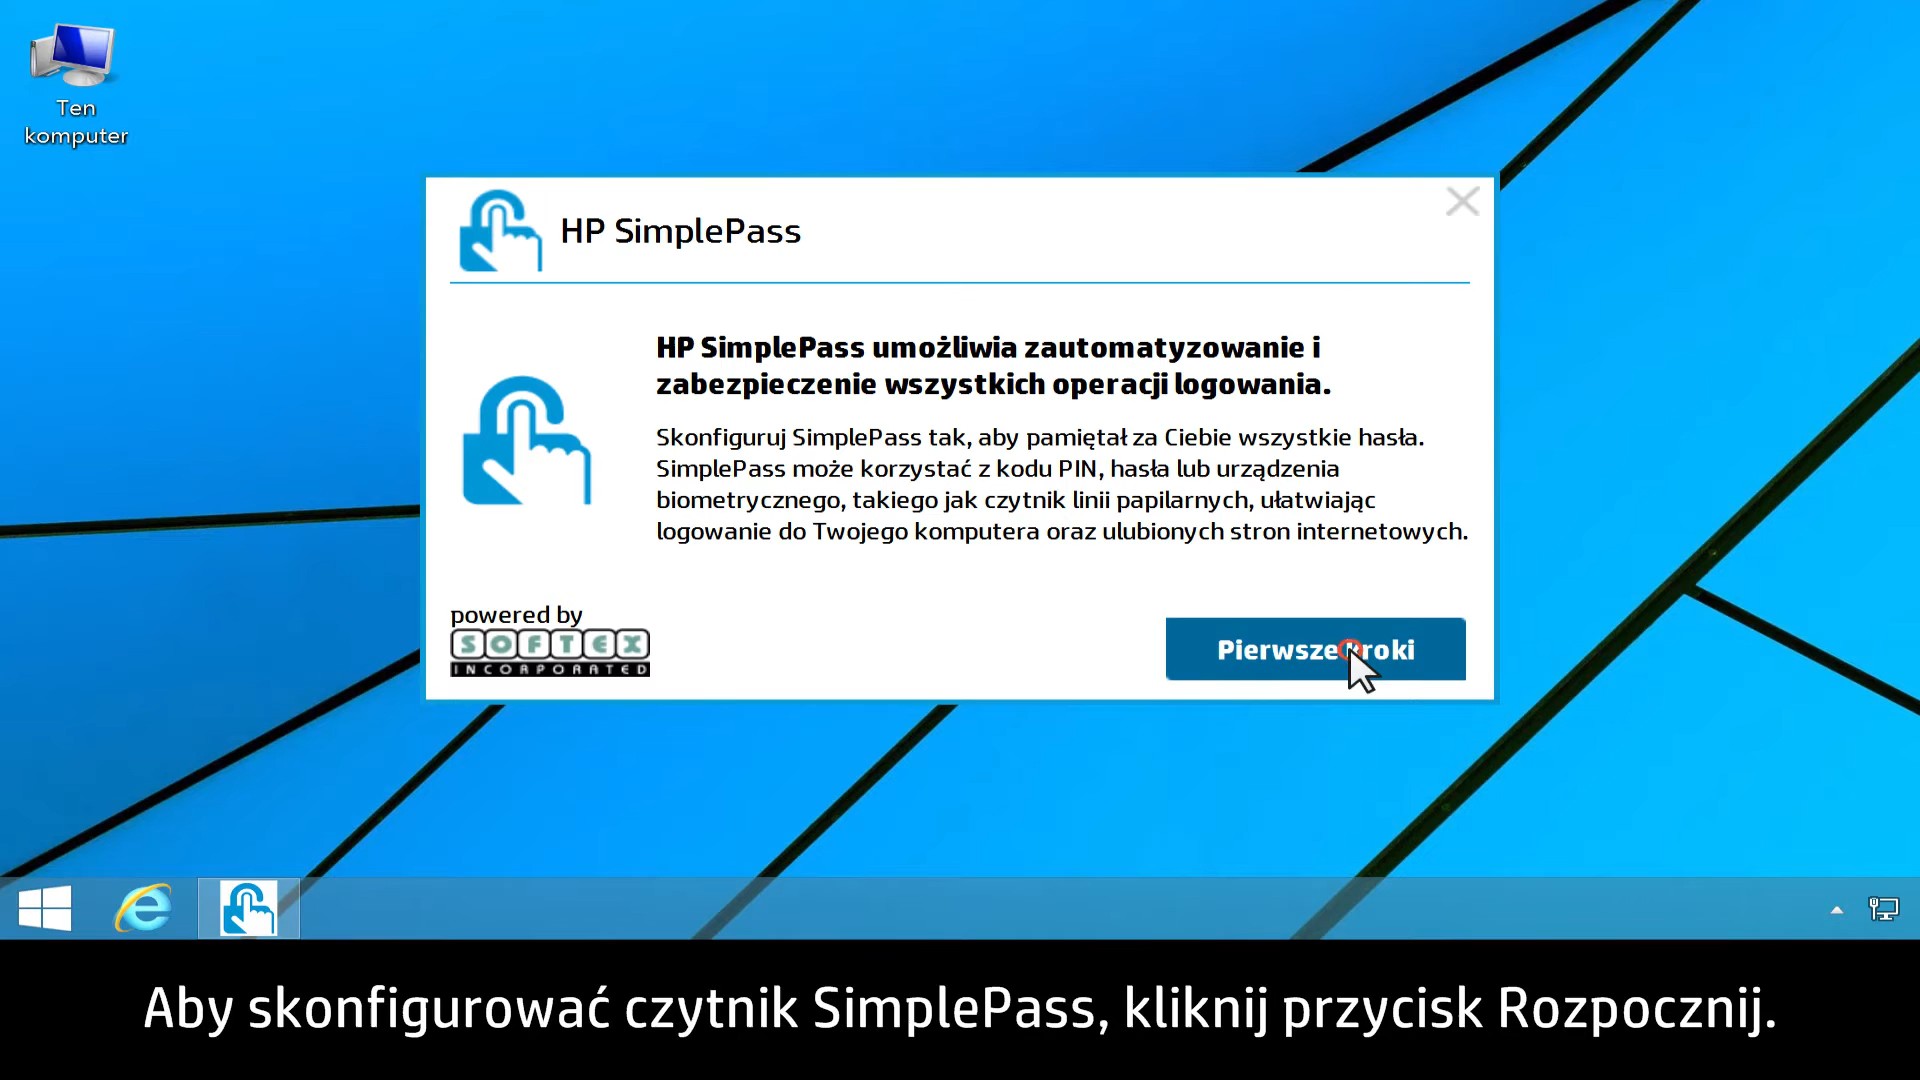 Ten
komputer
HP SimplePass
HP SimplePass umożliwia zautomatyzowanie i
zabezpieczenie wszystkich operacji logowania.
Skonfiguruj SimplePass tak, aby pamiętał za Ciebie wszystkie hasła.
SimplePass może korzystać z kodu PIN, hasła lub urządzenia
biometrycznego, takiego jak czytnik linii papilarnych, ułatwiając
logowanie do Twojego komputera oraz ulubionych stron internetowych.
powered by
SOFTEX
INCORPORATED
Pierwsze kroki
Aby skonfigurować czytnik SimplePass, kliknij przycisk Rozpocznij.